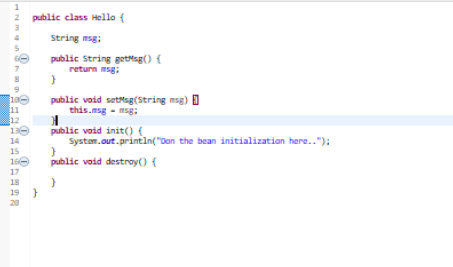 1
2 public class Hello {
3
4 String msg;
5
6 public String getMsg() {
7 return msg;
8 }
9
10 public void setMsg(String msg) {
11 this.msg = msg;
12 }
13 public void init() {
14 System.out.println("Don the bean initialization here..");
15 }
16 public void destroy() {
17
18 }
19 }
20